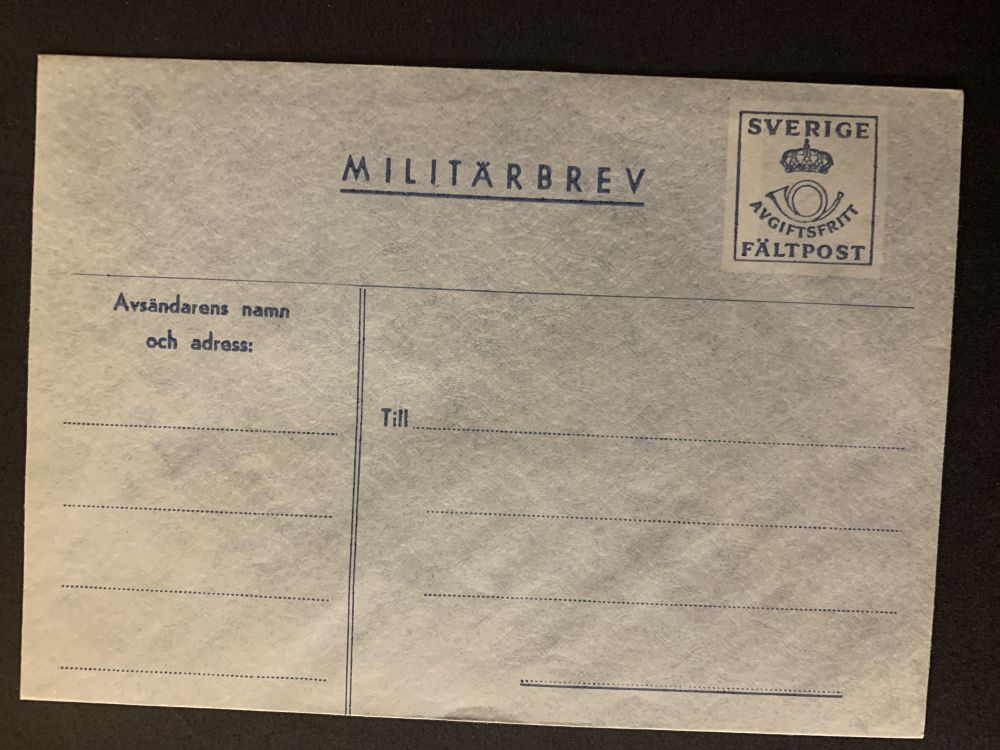 MILITÄRBREV
SVERIGE
AVGIFTSFRITT
FÄLTPOST
Avsändarens namn
och adress:
Till